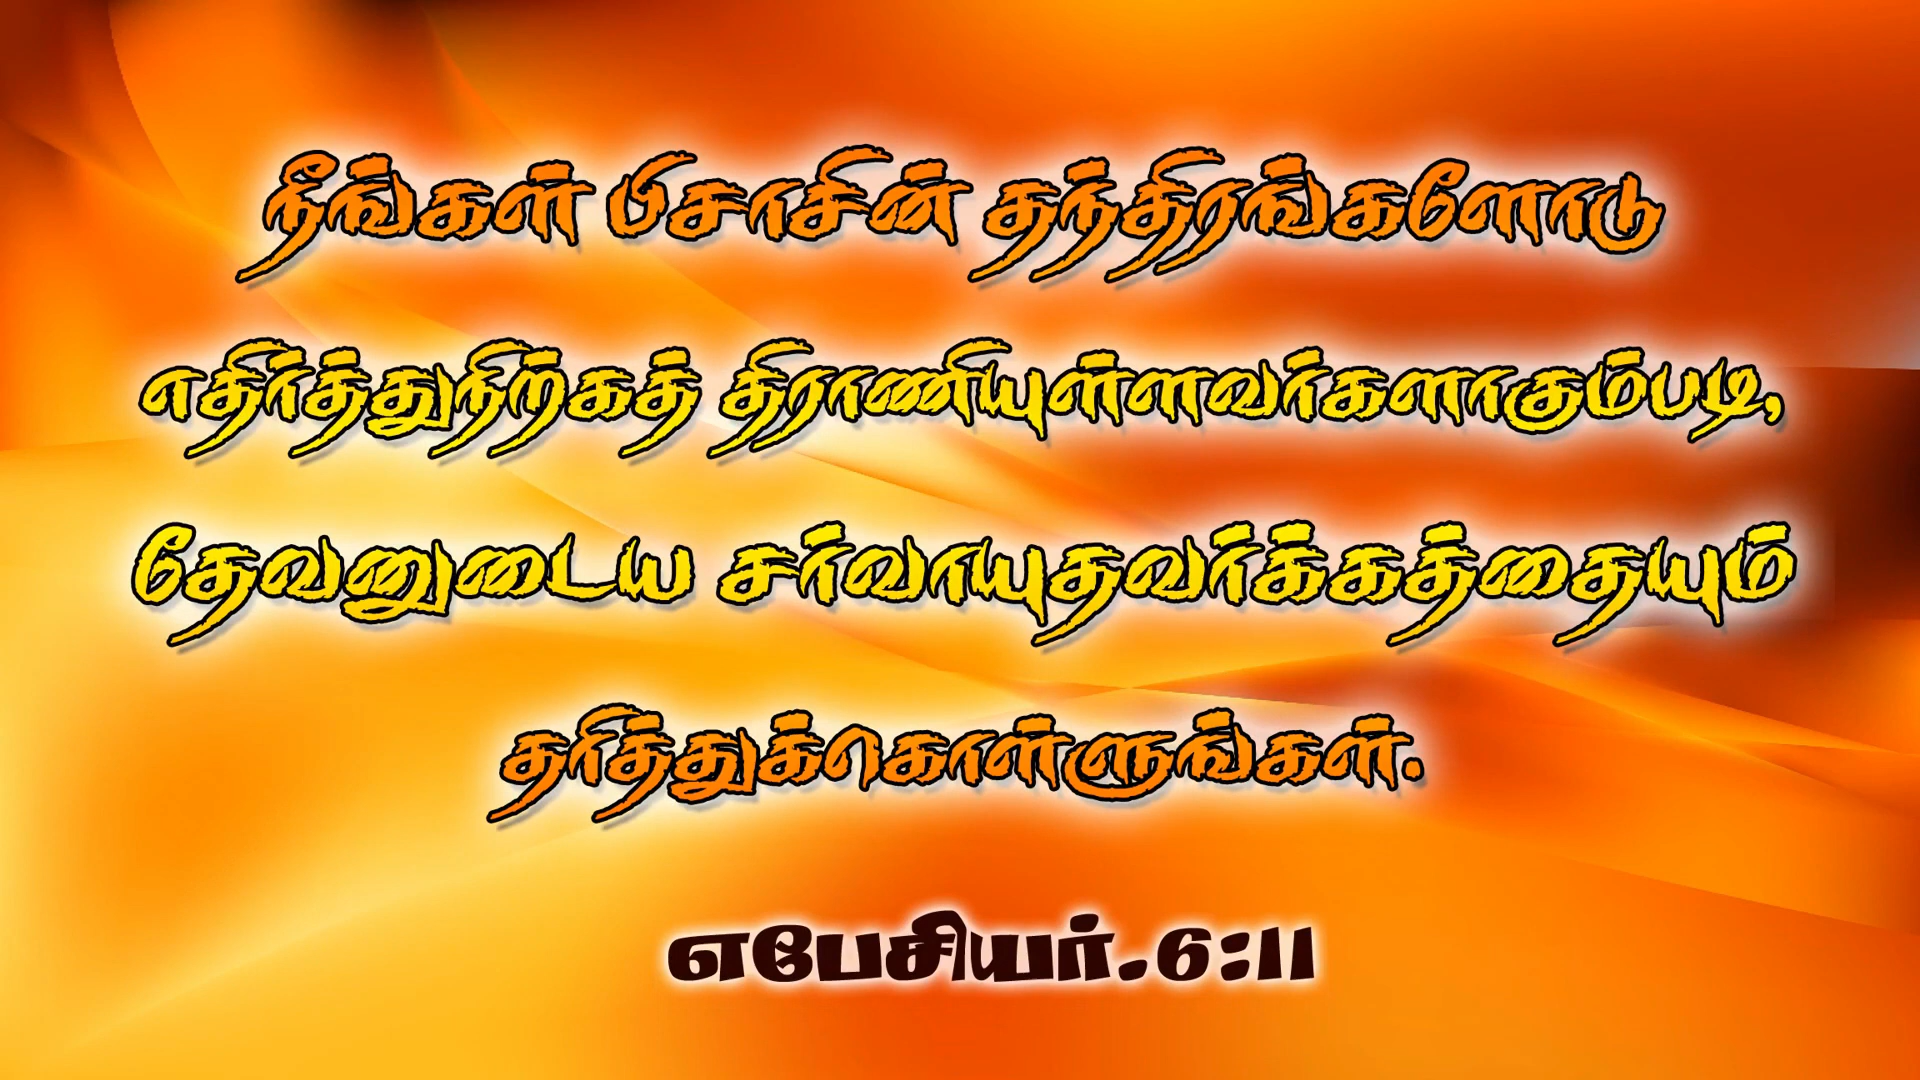 நீங்கள் பிசாசின் தந்திரங்களோடு
எதிர்த்துநிற்கத் திராணியுள்ளவர்களாகும்படி,
தேவனுடைய சர்வாயுதவர்க்கத்தையும்
தரித்துக்கொள்ளுங்கள்.
எபேசியர்.6:11